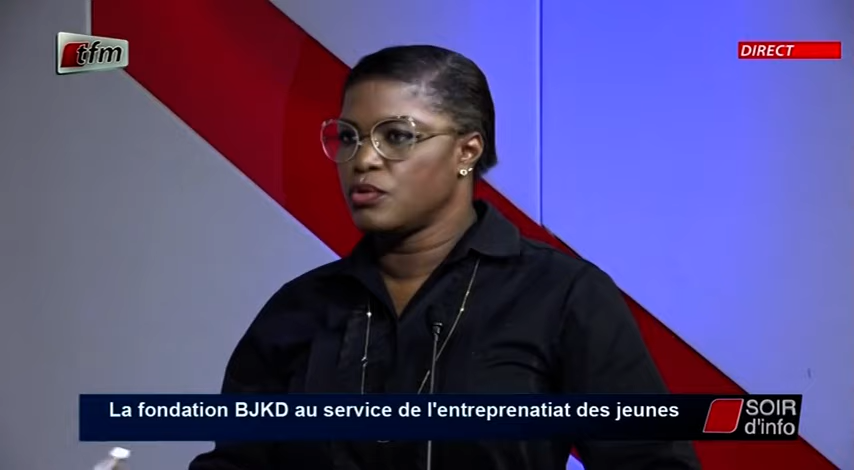 tfm
DIRECT
La fondation BJKD au service de l'entreprenatiat des jeunes
SOIR
d'info